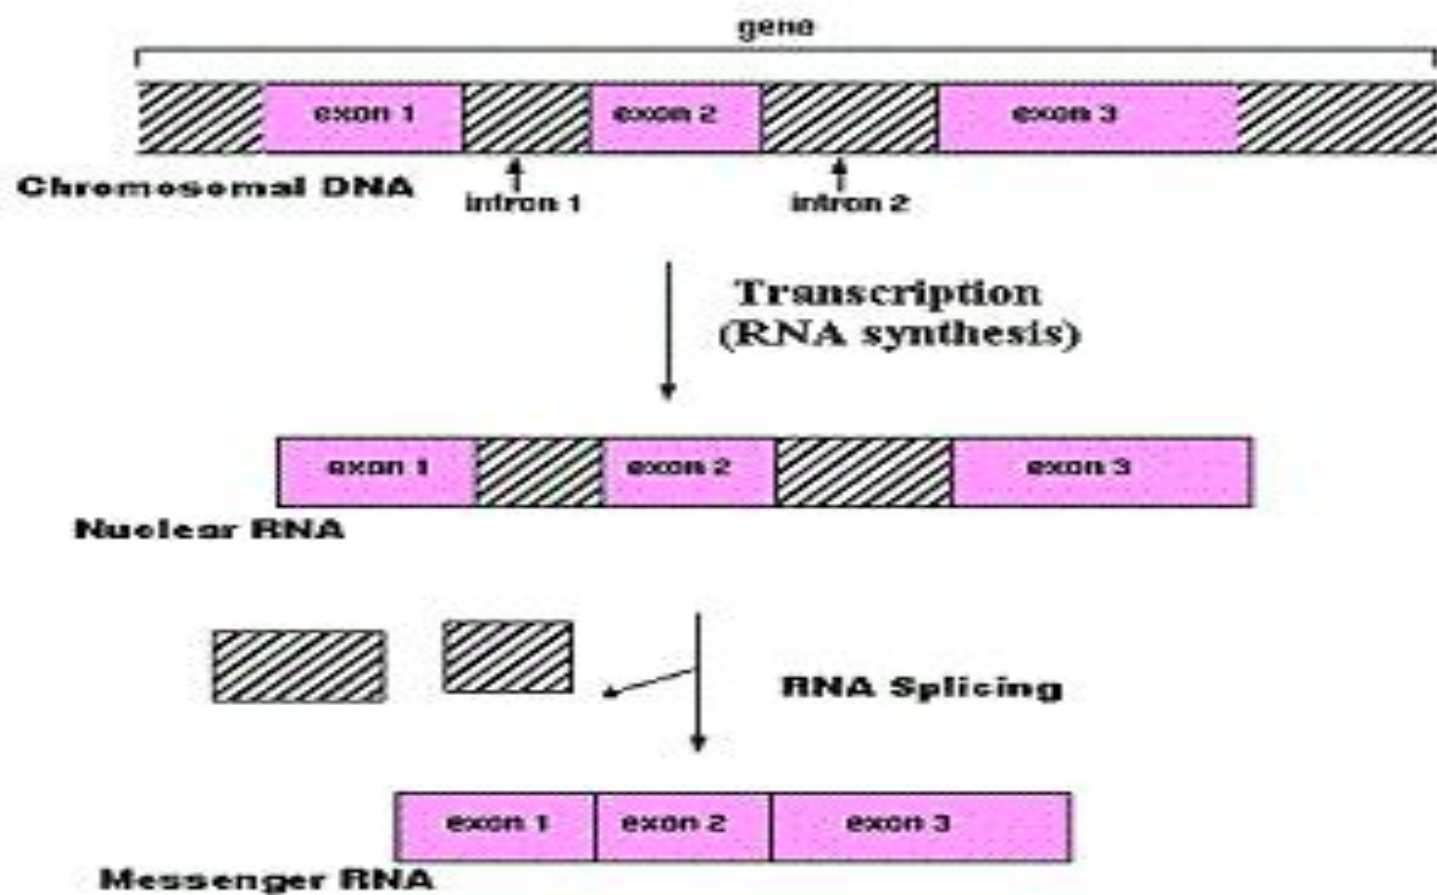 gene
exon 1
exon 2
exon 3
Chromosomal DNA
intron 1
intron 2
Transcription
(RNA synthesis)
exon 1
exon 2
exon 3
Nuclear RNA
RNA Splicing
exon 1
exon 2
exon 3
Messenger RNA